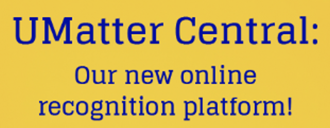 UMatter Central:
Our new online
recognition platform!